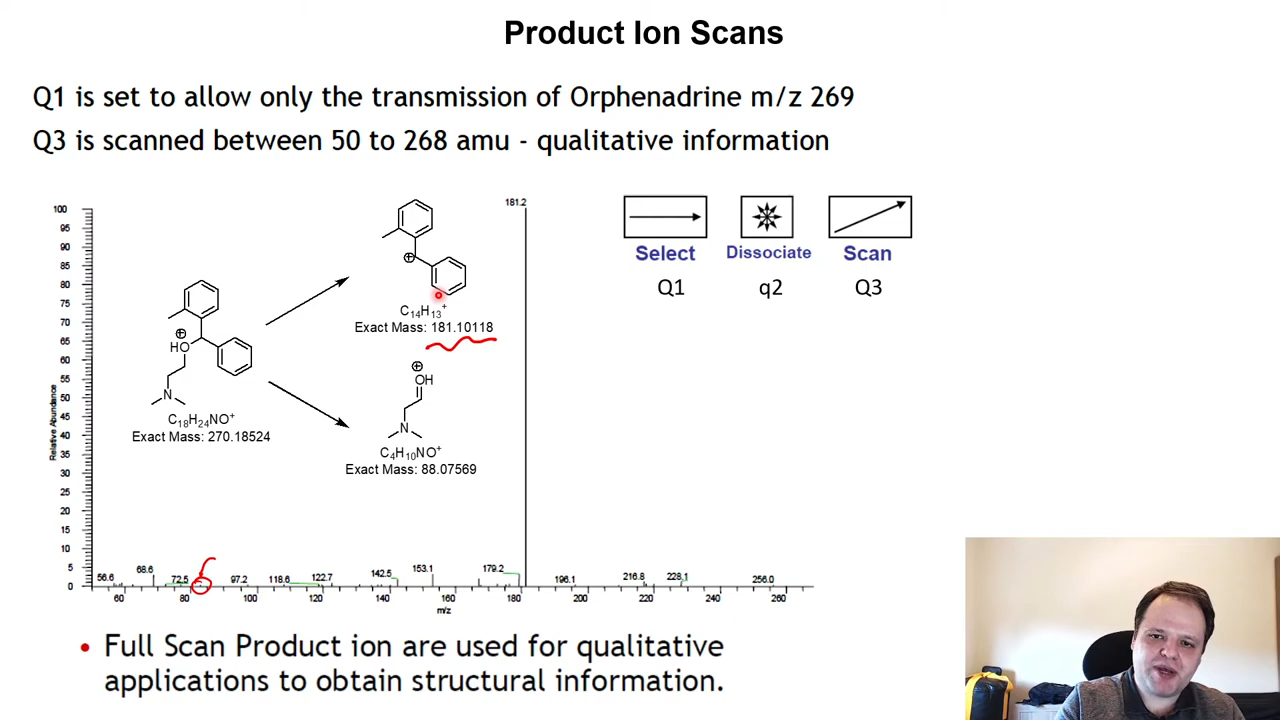 Product Ion Scans
Q1 is set to allow only the transmission of Orphenadrine m/z 269
Q3 is scanned between 50 to 268 amu - qualitative information
Select
Dissociate
Scan
Q1
q2
Q3
HO
N
C18H24NO+
Exact Mass: 270.18524
C14H13+
Exact Mass: 181.10118
OH
N
C4H10NO+
Exact Mass: 88.07569
Relative Abundance
100
95
90
85
80
75
70
65
60
55
50
45
40
35
30
25
20
15
10
5
0
56.6
68.6
72.5
97.2
118.6
122.7
142.5
153.1
179.2
181.2
196.1
216.8
228.1
256.0
60
80
100
120
140
160
180
200
220
240
260
m/z
• Full Scan Product ion are used for qualitative
applications to obtain structural information.